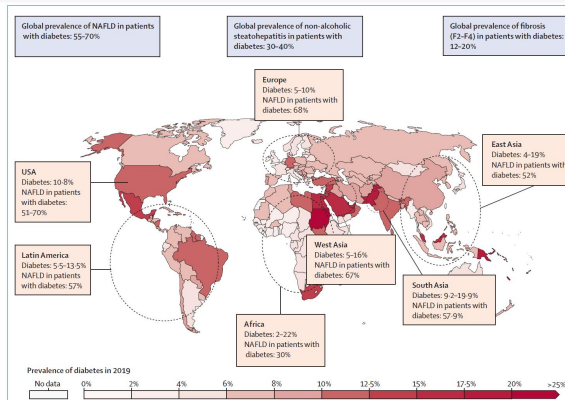 Global prevalence of NAFLD in patients
with diabetes: 55–70%
Global prevalence of non-alcoholic
steatohepatitis in patients with
diabetes: 30–40%
Global prevalence of fibrosis
(F2–F4) in patients with diabetes:
12–20%
Europe
Diabetes: 5–10%
NAFLD in patients with
diabetes: 68%
East Asia
Diabetes: 4–19%
NAFLD in patients with
diabetes: 52%
USA
Diabetes: 10·8%
NAFLD in patients with
diabetes:
51–70%
West Asia
Diabetes: 5–16%
NAFLD in patients with
diabetes: 67%
Latin America
Diabetes: 5·5–13·5%
NAFLD in patients
with diabetes: 57%
South Asia
Diabetes: 9·2–19·9%
NAFLD in patients with
diabetes: 57·9%
Africa
Diabetes: 2–22%
NAFLD in patients with
diabetes: 30%
Prevalence of diabetes in 2019
No data 0% 2% 4% 6% 8% 10% 12·5% 15% 17·5% 20% >25%